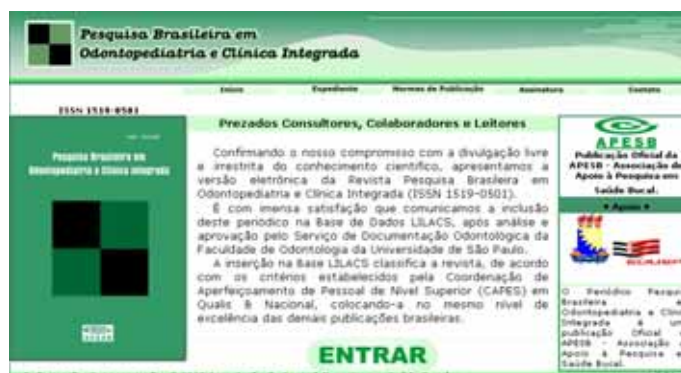 Pesquisa Brasileira em
Odontopediatria e Clínica Integrada
Início Expediente Normas de Publicação Assinatura Contato
ISSN 1519-0501
Pesquisa Brasileira em
Odontopediatria e Clínica Integrada
Prezados Consultores, Colaboradores e Leitores
Confirmando o nosso compromisso com a divulgação livre
e irrestrita do conhecimento científico, apresentamos a
versão eletrônica da Revista Pesquisa Brasileira em
Odontopediatria e Clínica Integrada (ISSN 1519-0501).
É com imensa satisfação que comunicamos a inclusão
deste periódico na Base de Dados LILACS, após análise e
aprovação pelo Serviço de Documentação Odontológica da
Faculdade de Odontologia da Universidade de São Paulo.
A inserção na Base LILACS classifica a revista, de acordo
com os critérios estabelecidos pela Coordenação de
Aperfeiçoamento de Pessoal de Nível Superior (CAPES) em
Qualis B Nacional, colocando-a no mesmo nível de
excelência das demais publicações brasileiras.
ENTRAR
APESB
Publicação Oficial da
APESB - Associação de
Apoio à Pesquisa em
Saúde Bucal.
Apoio
O Periódico Pesquis
Brasileira e
Odontopediatria e Clíni
Integrada é um
publicação Oficial d
APESB - Associação d
Apoio à Pesquisa e
Saúde Bucal.